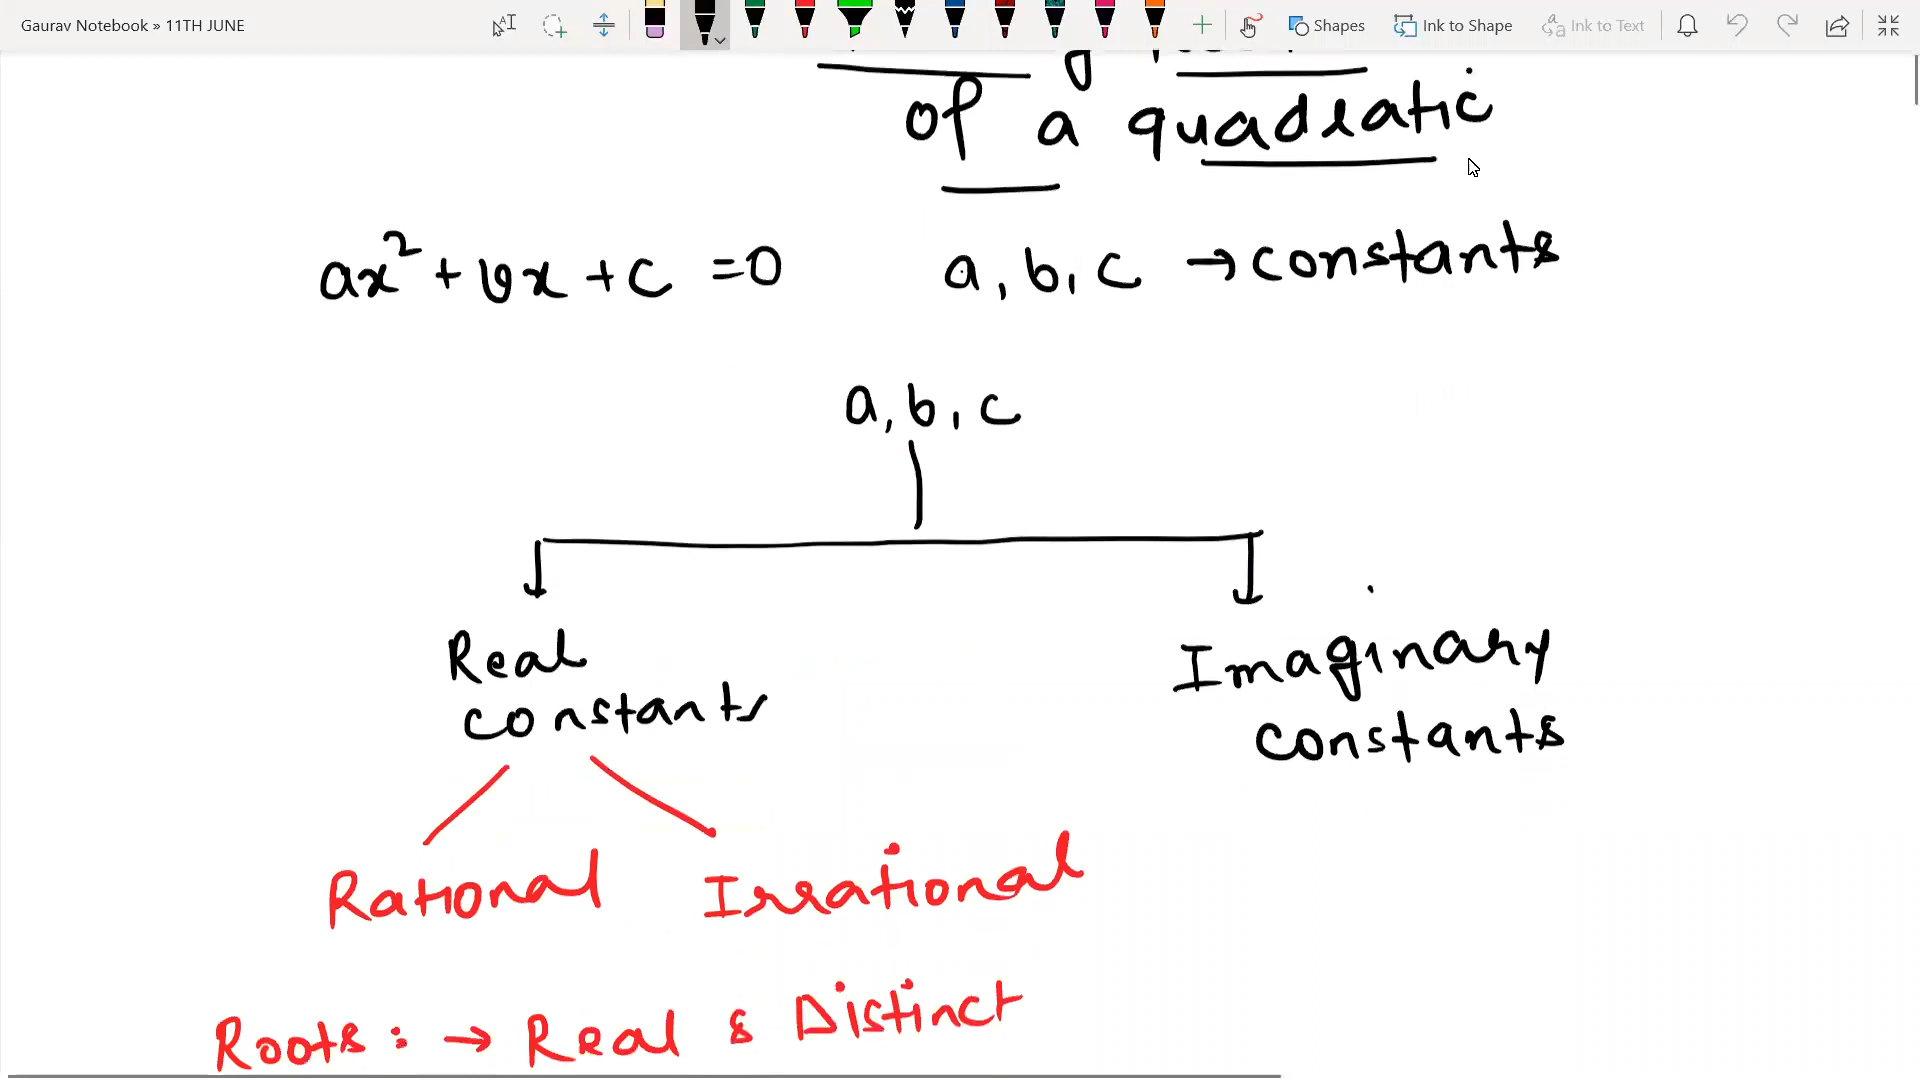 Gaurav Notebook » 11TH JUNE Shapes Ink to Shape Ink to Text
of a quadratic
ax² + bx + c = 0 a, b, c → constants
a, b, c
Real Imaginary
constants constants
Rational Irrational
Roots : → Real & Distinct